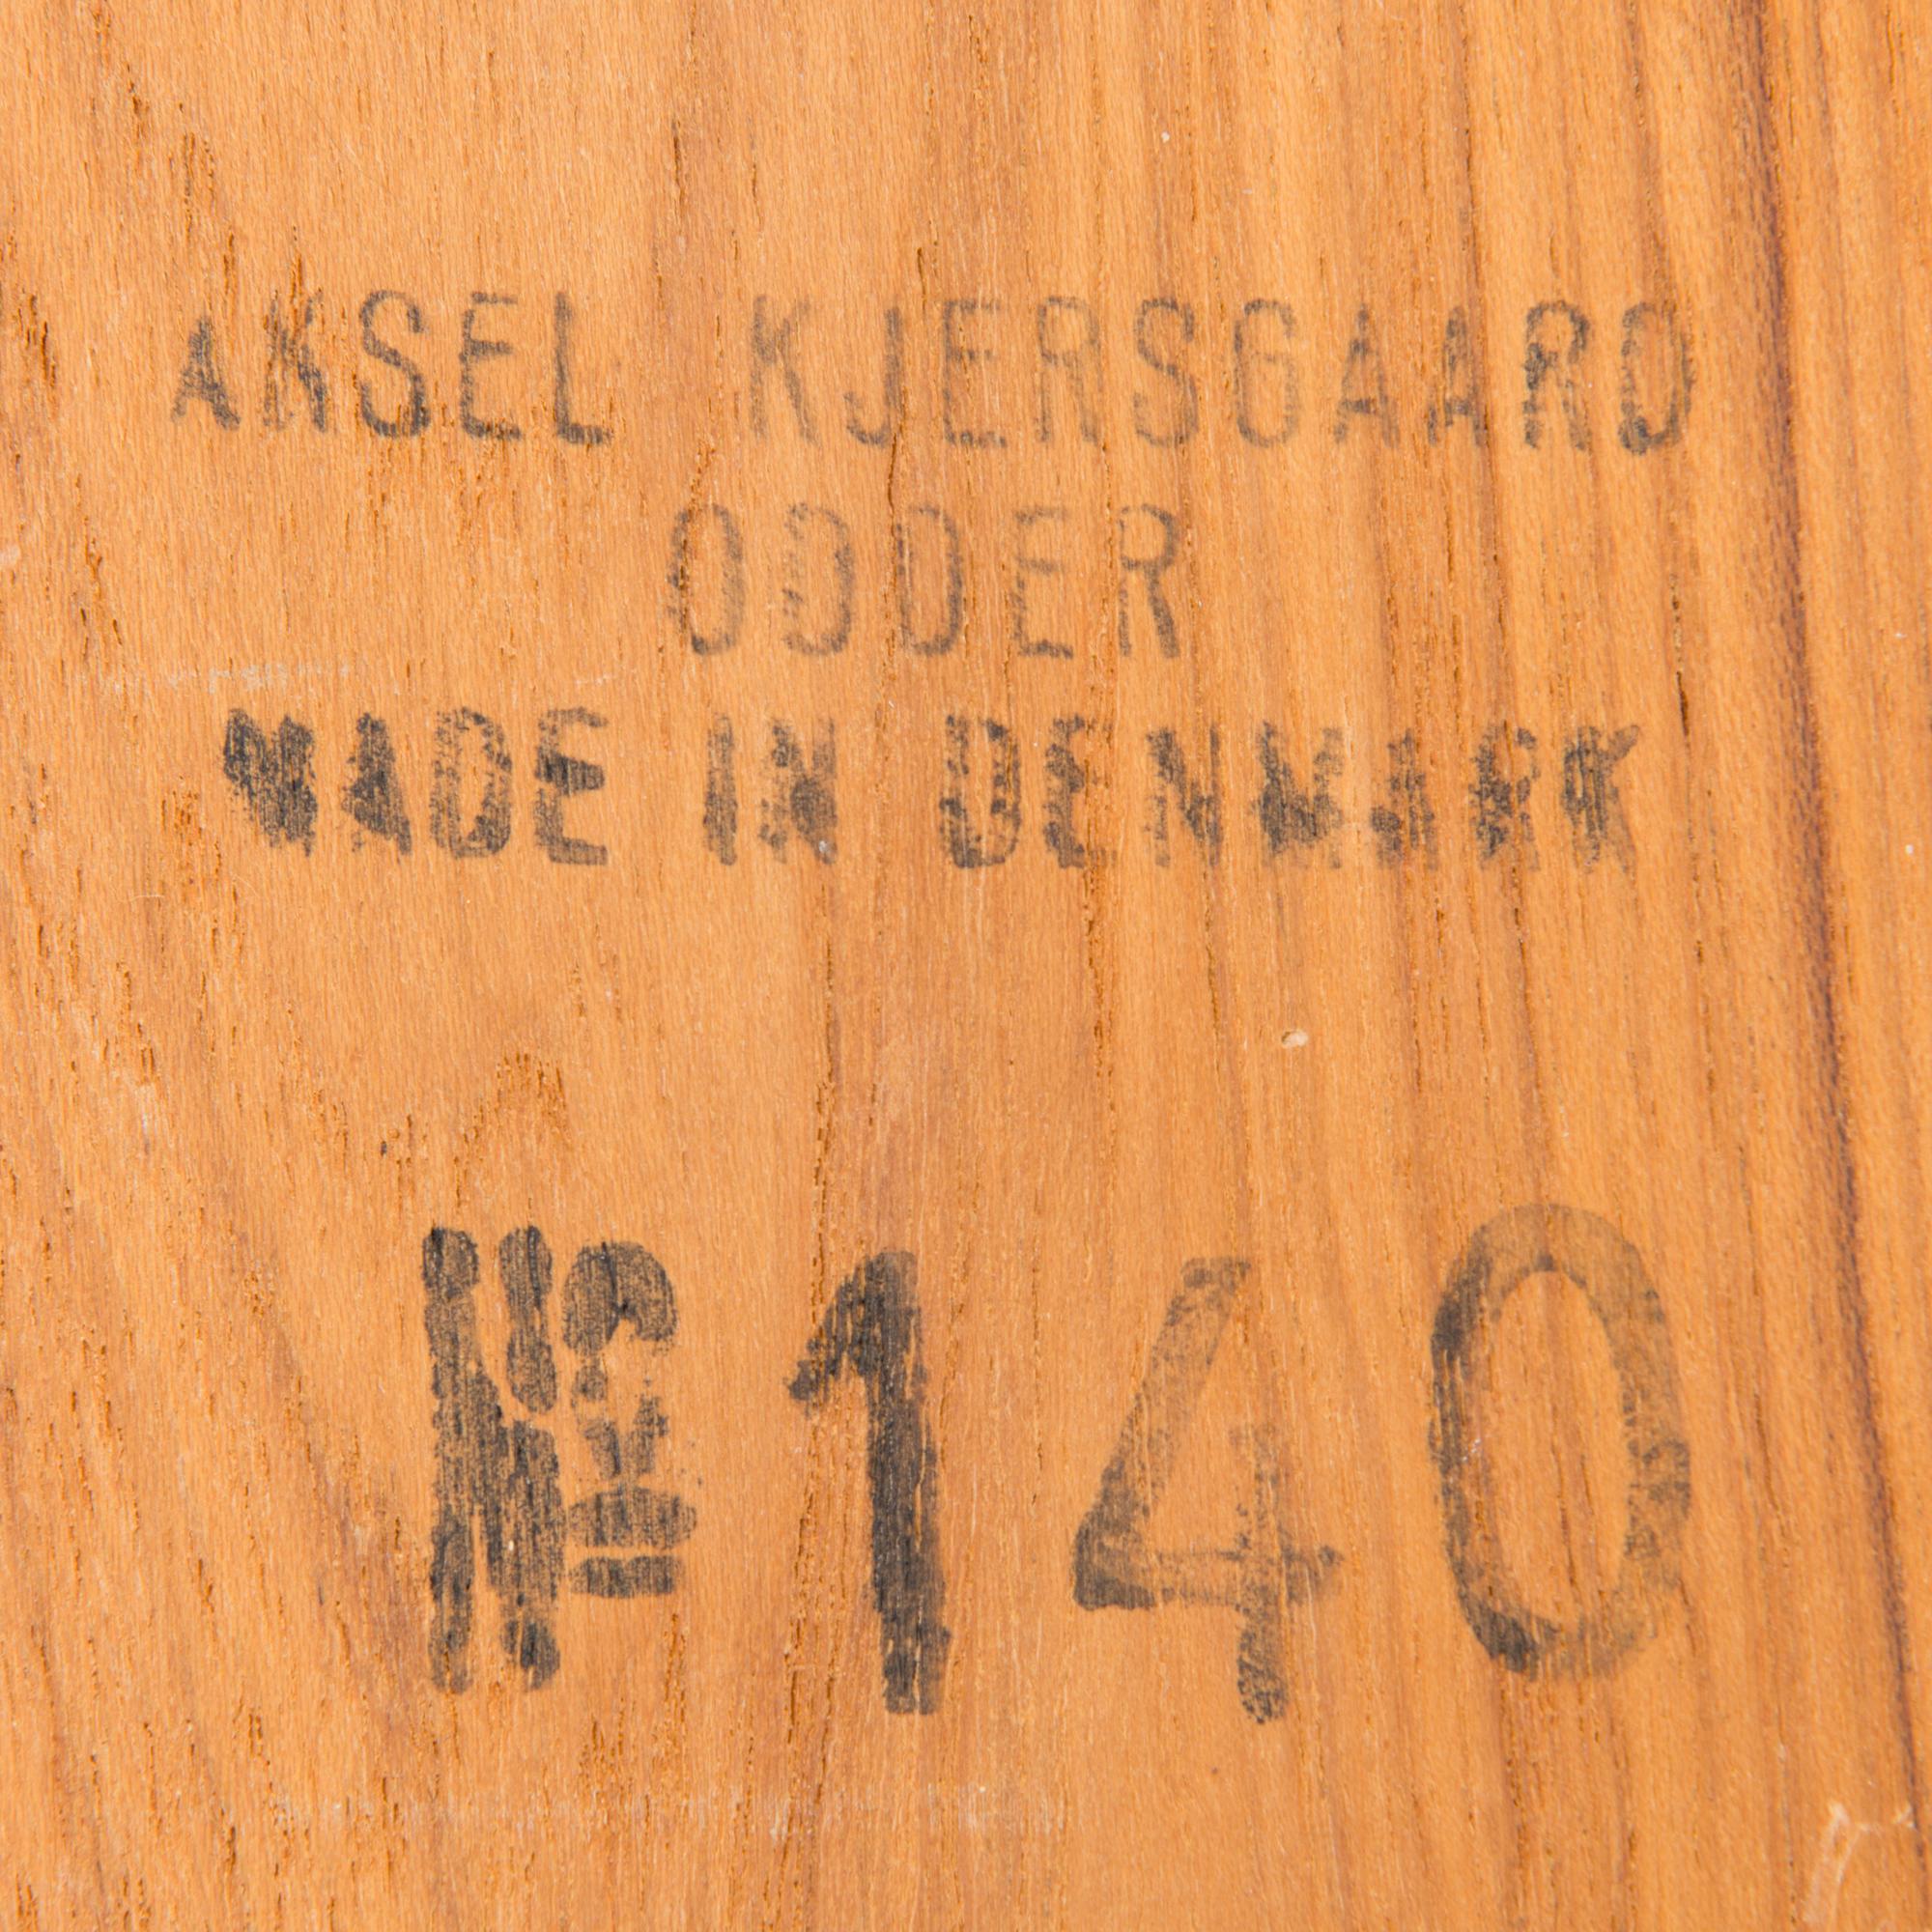 AKSEL KJERSGAARD
ODDER
MADE IN DENMARK
№ 140